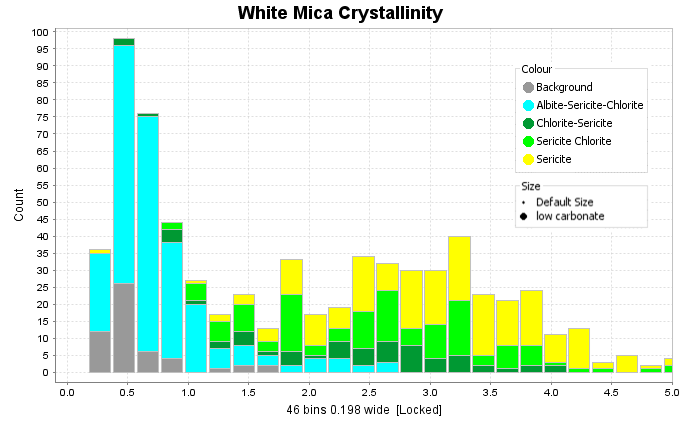 White Mica Crystallinity
100
95
90
85
80
75
70
65
60
55
50
45
40
35
30
25
20
15
10
5
0
Count
Colour
Background
Albite-Sericite-Chlorite
Chlorite-Sericite
Sericite Chlorite
Sericite
Size
Default Size
low carbonate
0.0 0.5 1.0 1.5 2.0 2.5 3.0 3.5 4.0 4.5 5.0
46 bins 0.198 wide [Locked]